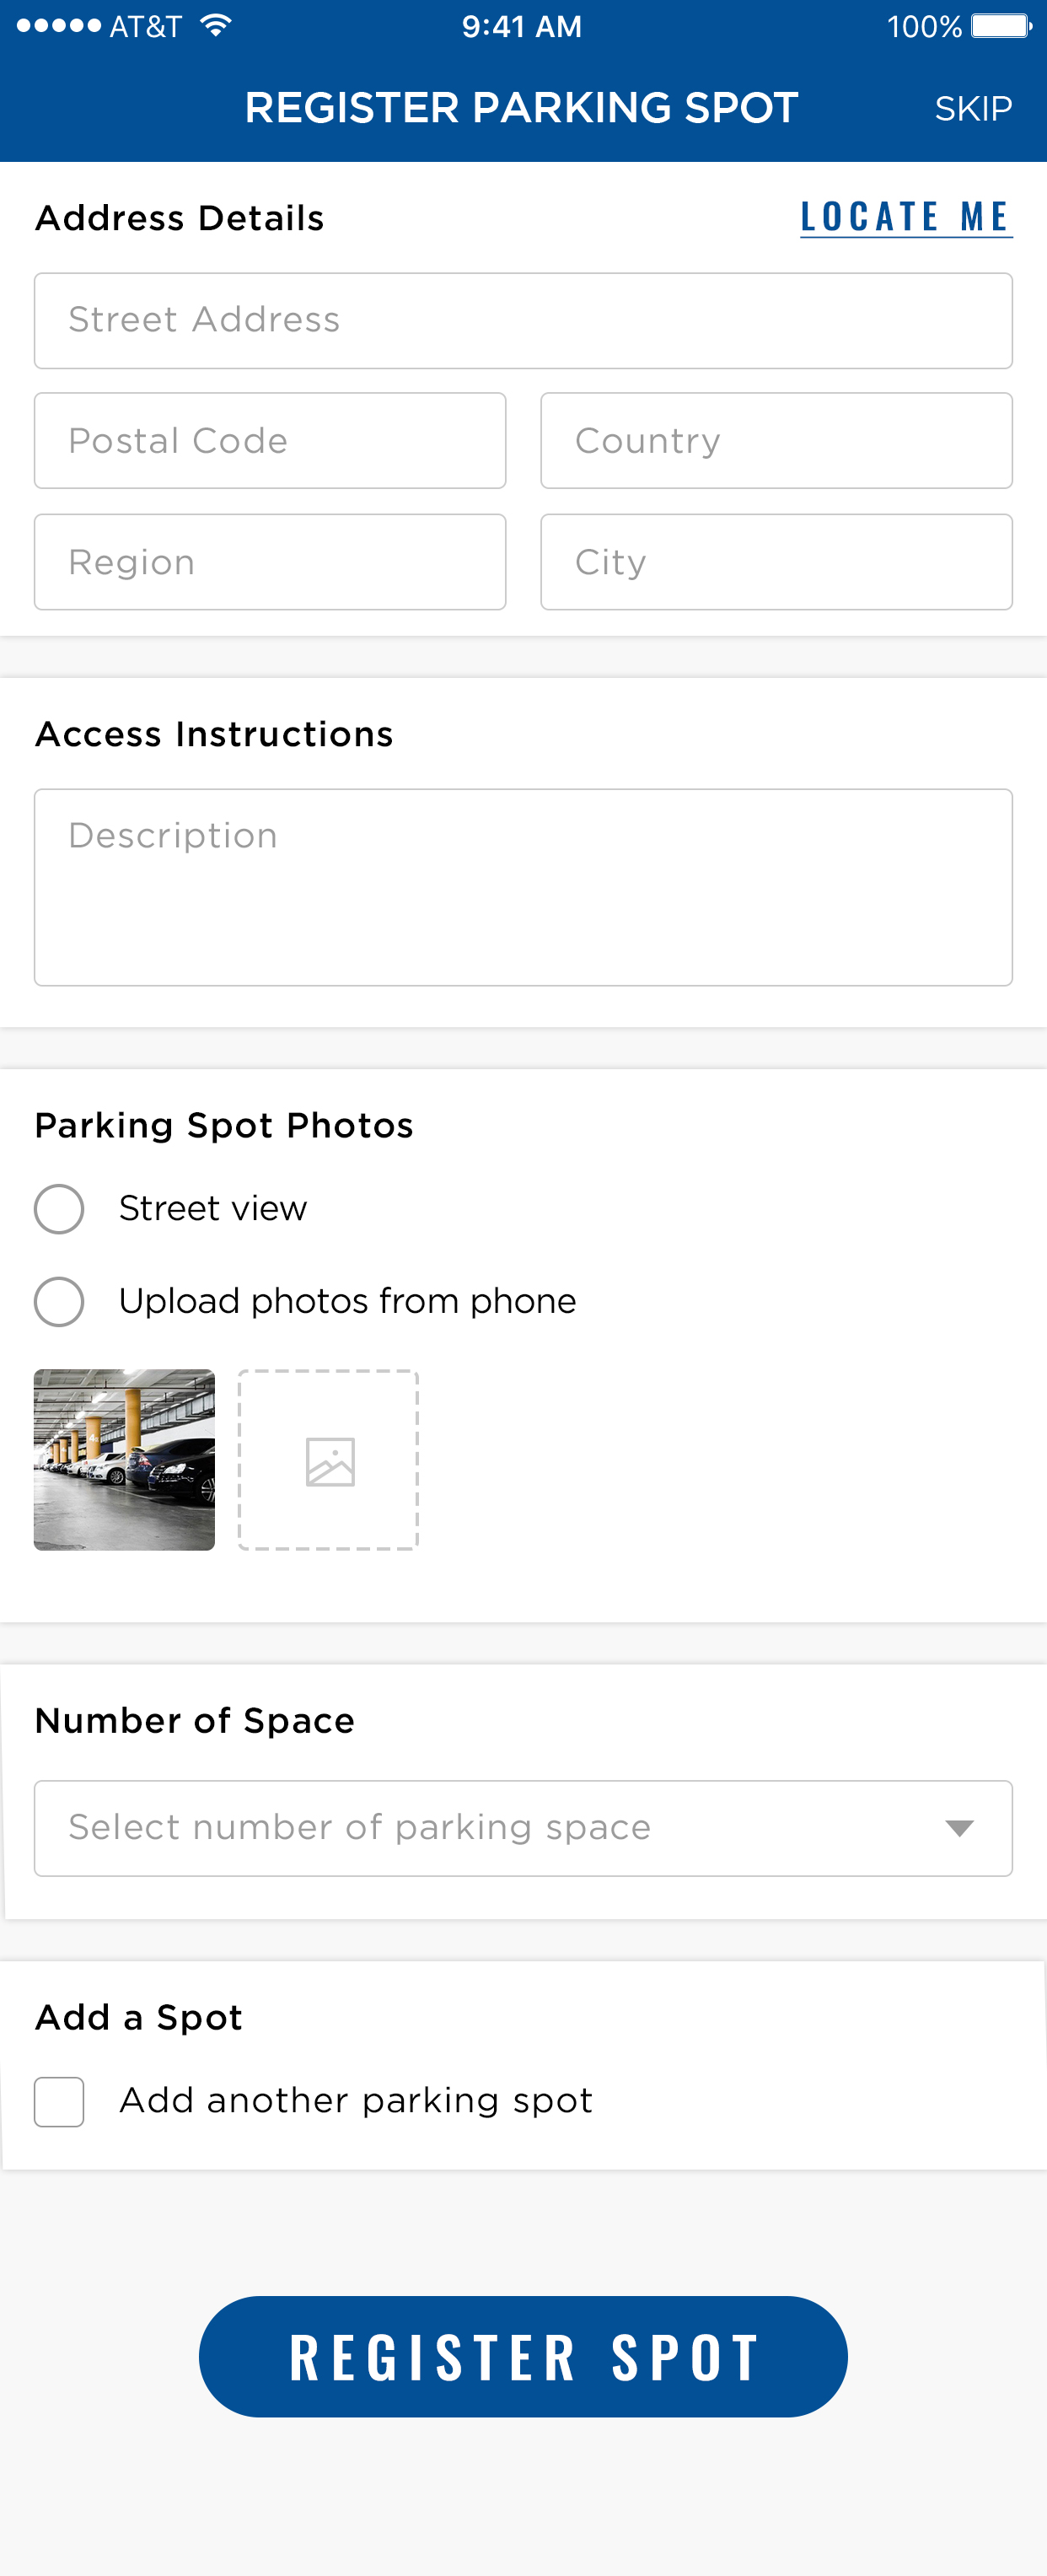 AT&T 9:41 AM 100%
REGISTER PARKING SPOT SKIP
Address Details LOCATE ME
Street Address
Postal Code Country
Region City
Access Instructions
Description
Parking Spot Photos
Street view
Upload photos from phone
Number of Space
Select number of parking space
Add a Spot
Add another parking spot
REGISTER SPOT